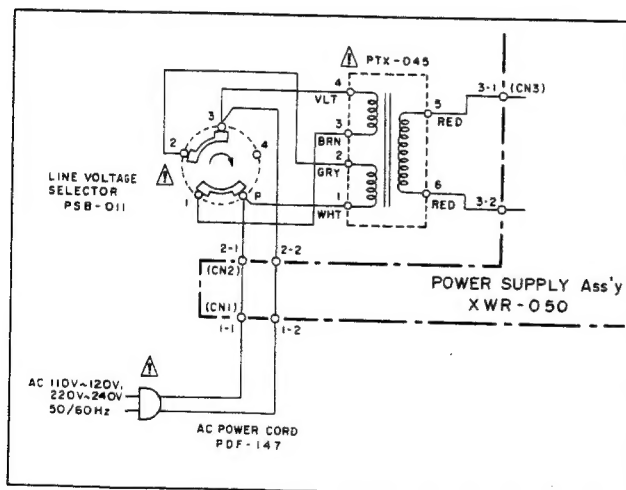 PTX-045
3-1 (CN3)
4
VLT
5
RED
3
3
BRN
2
GRY
2
4
LINE VOLTAGE
SELECTOR
PSB-011
1
P
1
WHT
6
RED
3-2
2-1
2-2
(CN2)
POWER SUPPLY Ass'y
XWR-050
(CN1)
1-1
1-2
AC 110V~120V,
220V~240V
50/60Hz
AC POWER CORD
PDF-147